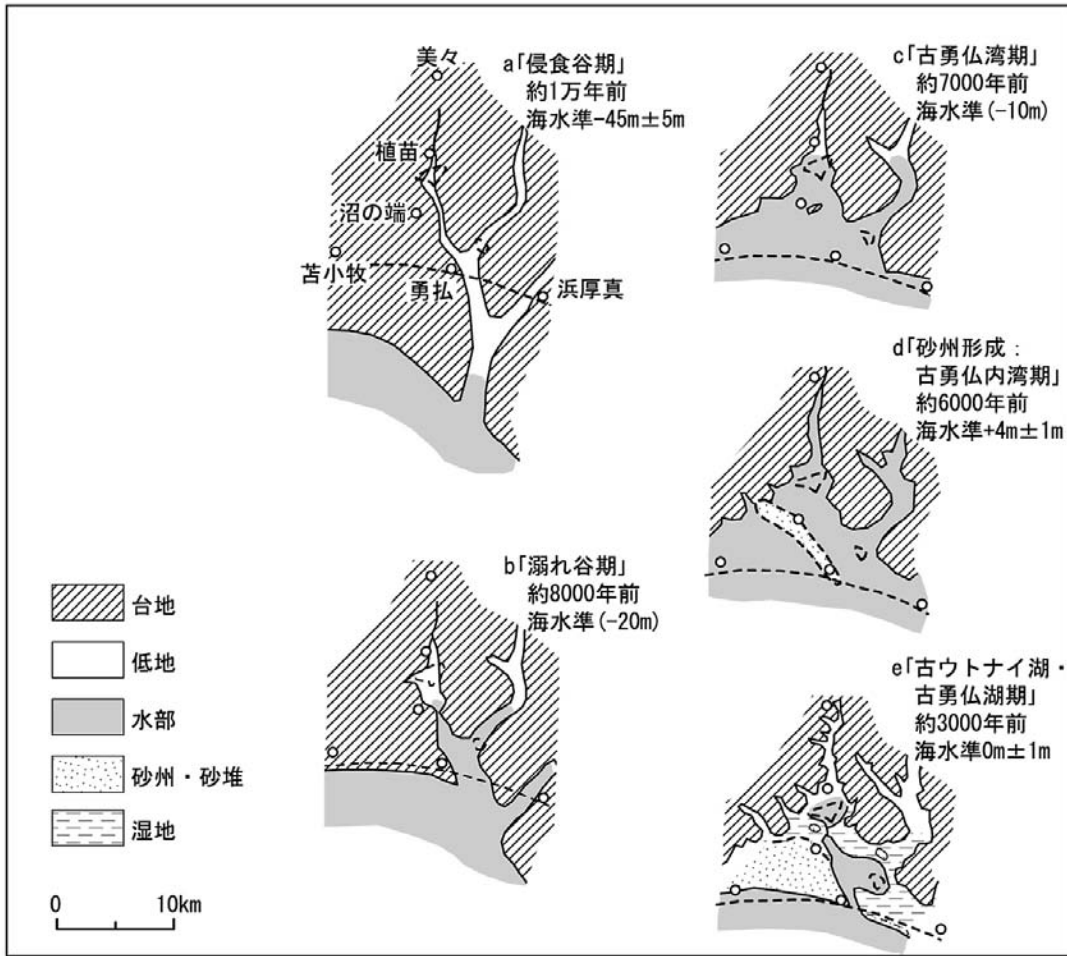 美々
a「侵食谷期」
約1万年前
海水準-45m±5m
植苗
沼の端
苫小牧
勇払
浜厚真
b「溺れ谷期」
約8000年前
海水準(-20m)
c「古勇仏湾期」
約7000年前
海水準(-10m)
d「砂州形成：
古勇仏内湾期」
約6000年前
海水準+4m±1m
e「古ウトナイ湖・
古勇仏湖期」
約3000年前
海水準0m±1m
台地
低地
水部
砂州・砂堆
湿地
0 10km